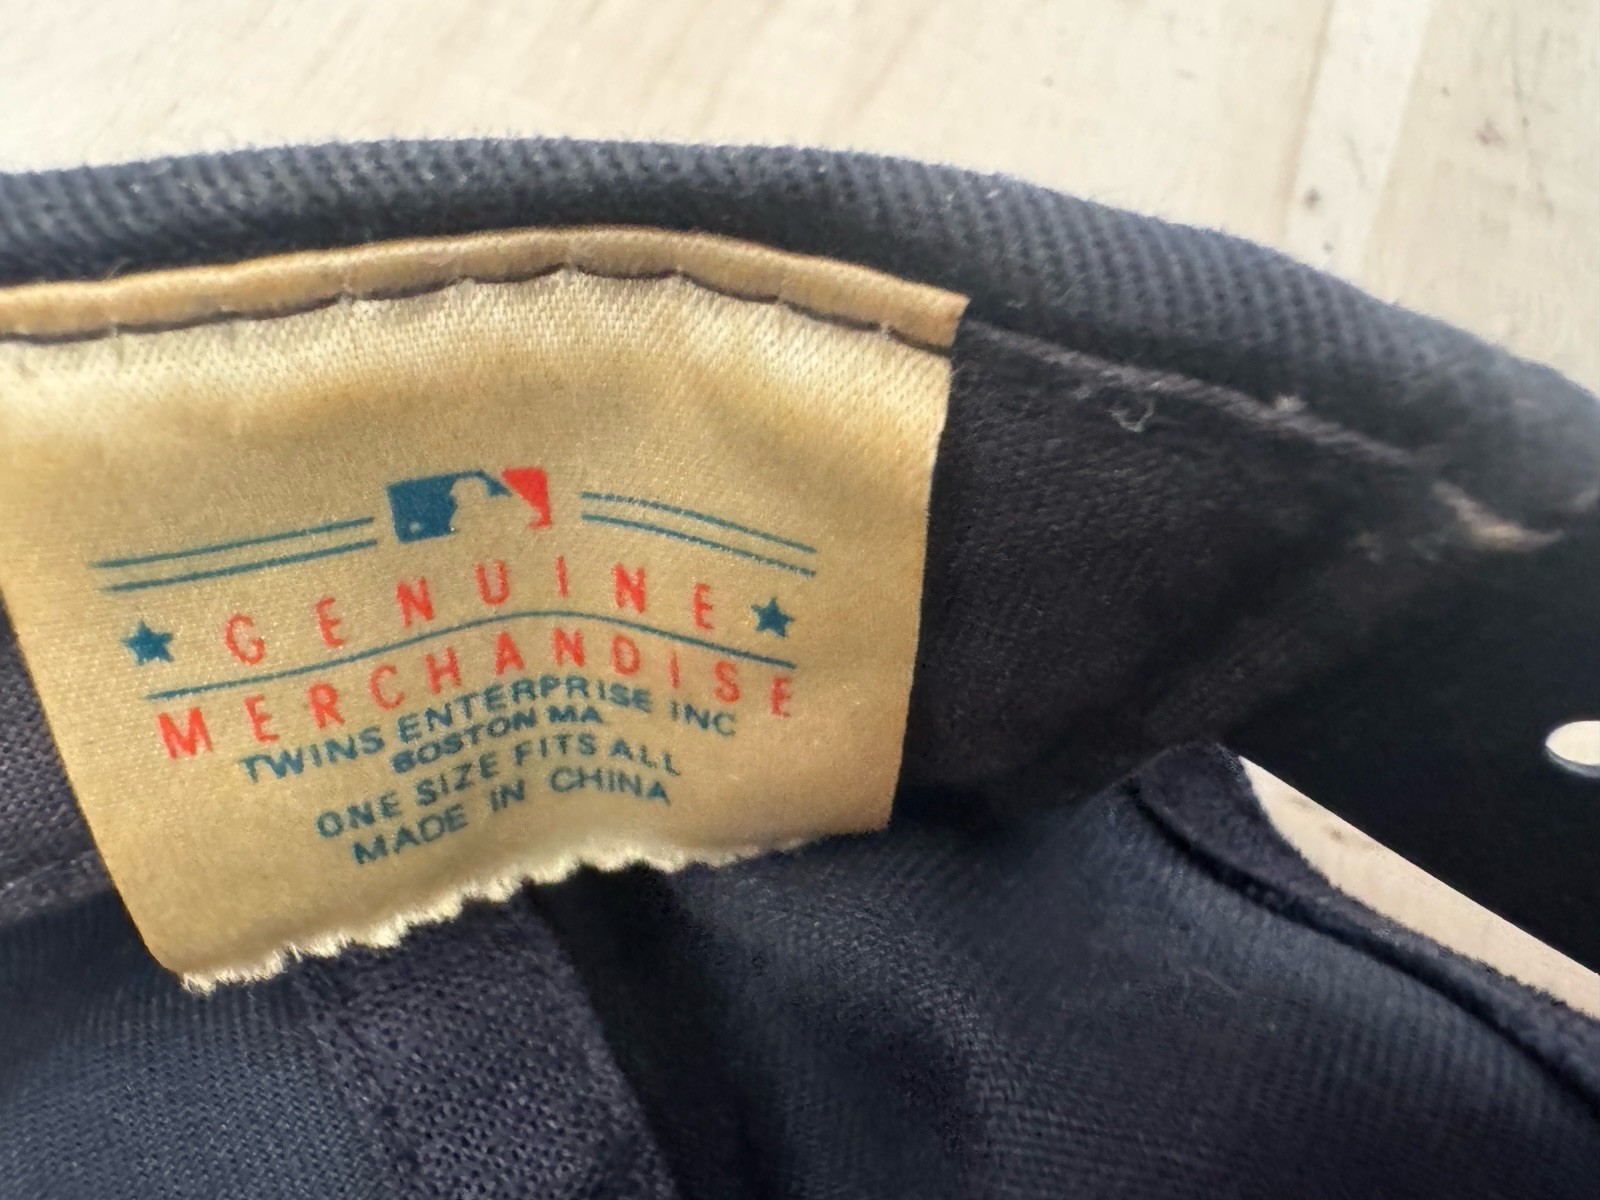 GENUINE
MERCHANDISE
TWINS ENTERPRISE INC
BOSTON MA
ONE SIZE FITS ALL
MADE IN CHINA